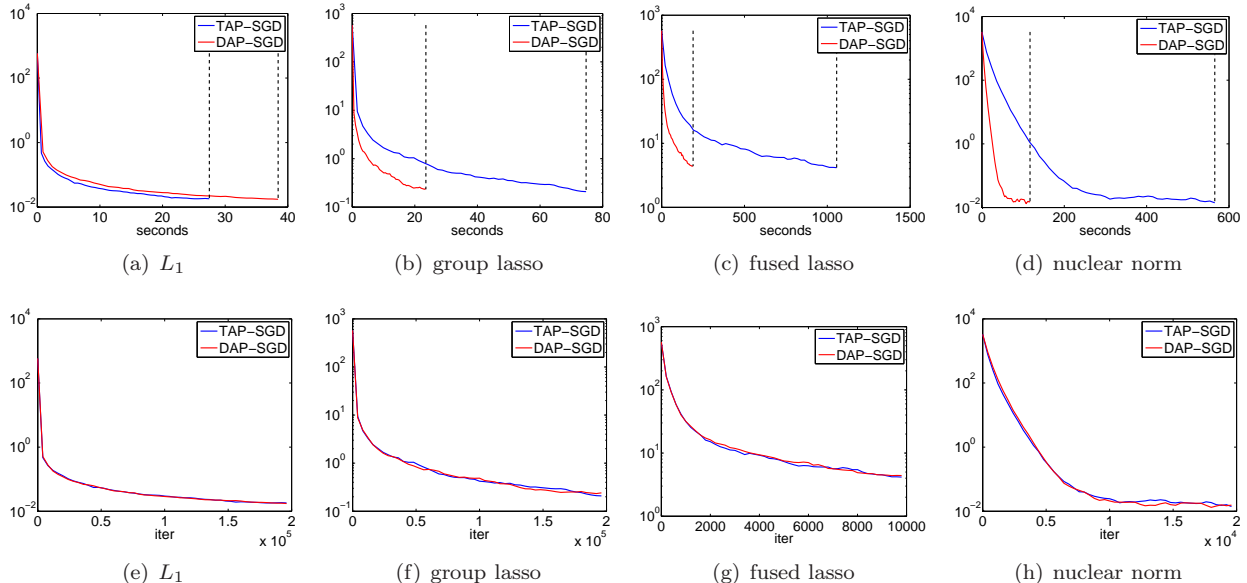 10^4
10^2
10^0
10^-2
TAP-SGD
DAP-SGD
0 10 20 30 40
seconds
(a) L1
10^3
10^2
10^1
10^0
10^-1
TAP-SGD
DAP-SGD
0 20 40 60 80
seconds
(b) group lasso
10^3
10^2
10^1
10^0
TAP-SGD
DAP-SGD
0 500 1000 1500
seconds
(c) fused lasso
10^4
10^2
10^0
10^-2
TAP-SGD
DAP-SGD
0 200 400 600
seconds
(d) nuclear norm
10^4
10^2
10^0
10^-2
TAP-SGD
DAP-SGD
0 0.5 1 1.5 2
iter
x 10^5
(e) L1
10^3
10^2
10^1
10^0
10^-1
TAP-SGD
DAP-SGD
0 0.5 1 1.5 2
iter
x 10^5
(f) group lasso
10^3
10^2
10^1
10^0
TAP-SGD
DAP-SGD
0 2000 4000 6000 8000 10000
iter
(g) fused lasso
10^4
10^2
10^0
10^-2
TAP-SGD
DAP-SGD
0 0.5 1 1.5 2
iter
x 10^4
(h) nuclear norm